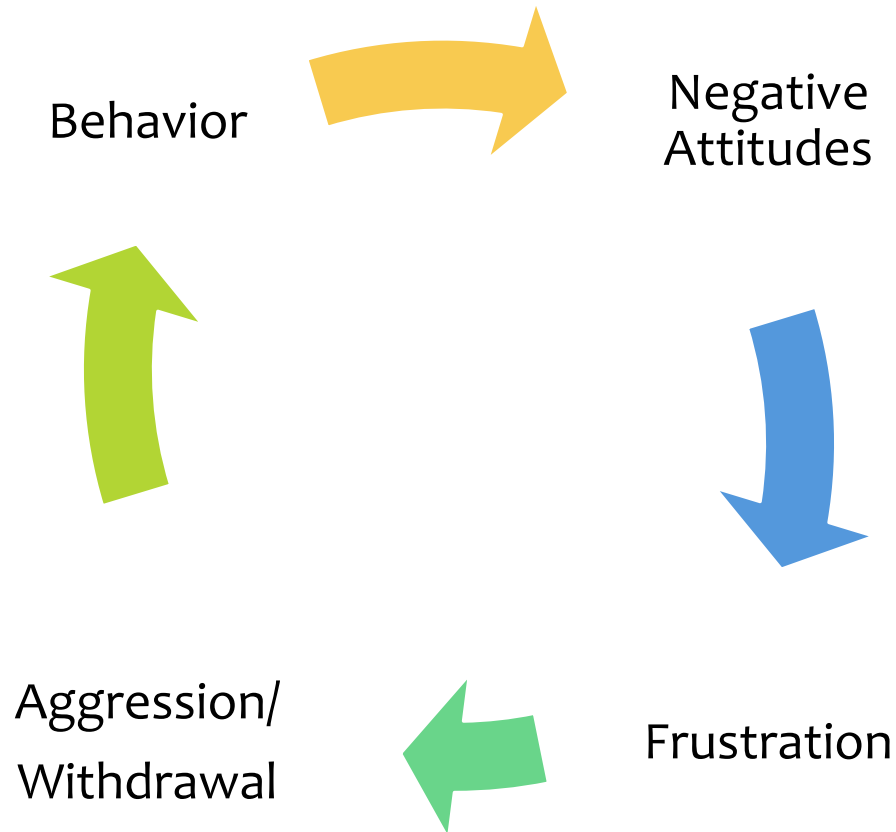 Behavior
Negative
Attitudes
Frustration
Aggression/
Withdrawal